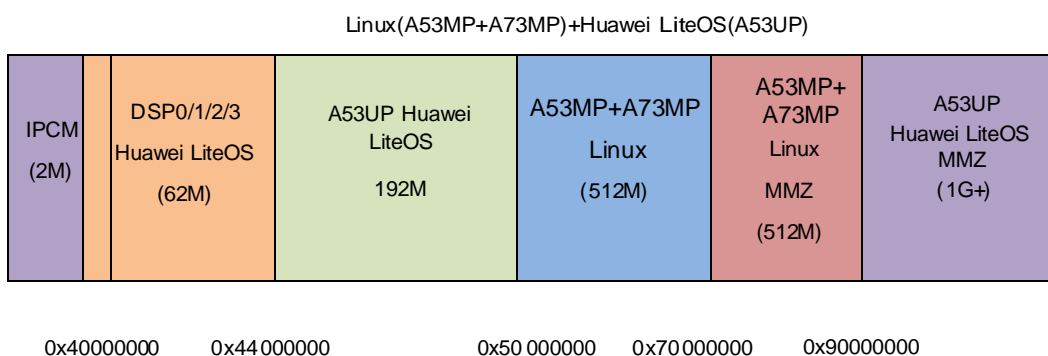 Linux(A53MP+A73MP)+Huawei LiteOS(A53UP)
IPCM
(2M)
DSP0/1/2/3
Huawei LiteOS
(62M)
A53UP Huawei
LiteOS
192M
A53MP+A73MP
Linux
(512M)
A53MP+
A73MP
Linux
MMZ
(512M)
A53UP
Huawei LiteOS
MMZ
(1G+)
0x40000000 0x44000000 0x50000000 0x70000000 0x90000000